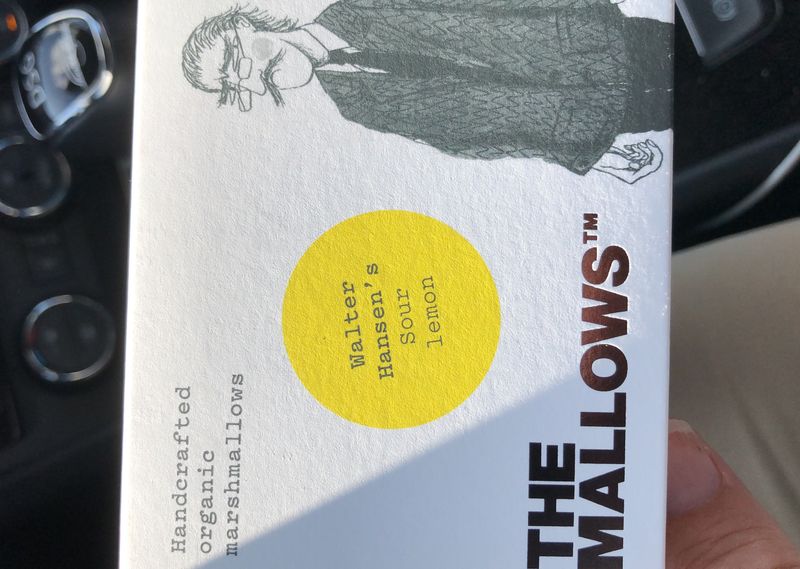 Handcrafted
organic
marshmallows
Walter
Hansen's
Sour
lemon
THE
MALLOWS™